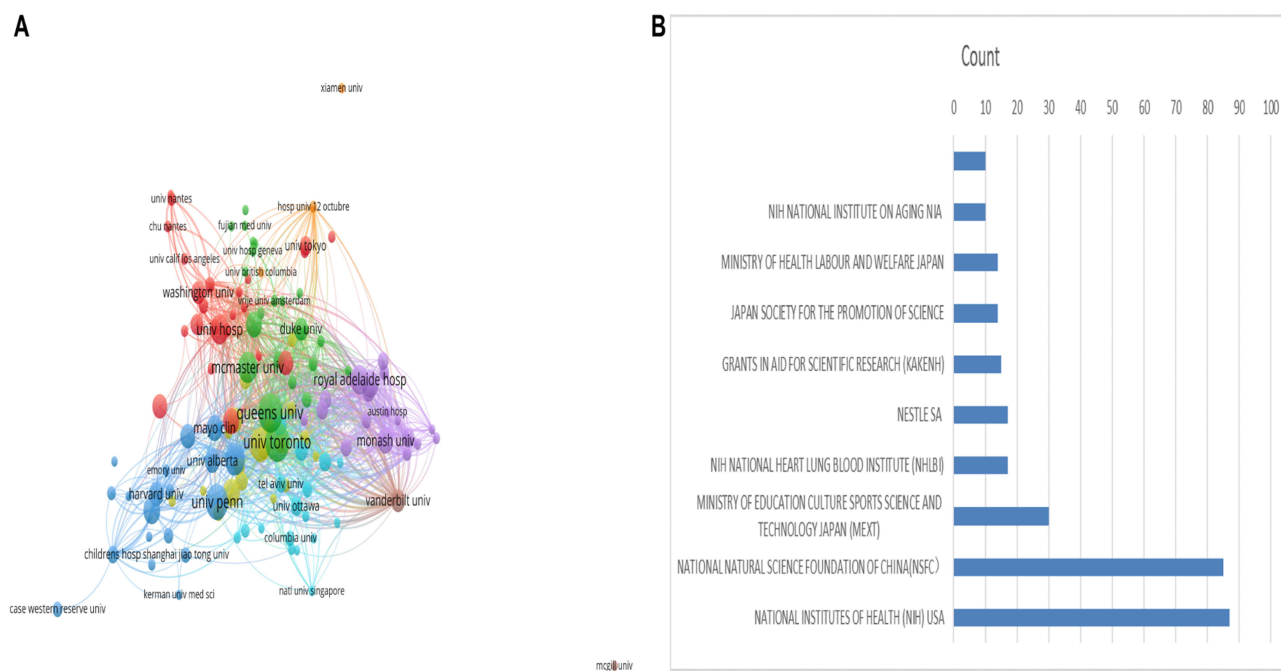 A
xiamen univ
univ nantes
hosp univ 12 octubre
chu nantes
fujian med univ
univ tokyo
univ hosp geneva
univ calif los angeles
univ british columbia
washington univ
vrije univ amsterdam
univ hosp
duke univ
mcmaster univ
royal adelaide hosp
queens univ
austin hosp
mayo clin
univ toronto
monash univ
univ alberta
emory univ
tel aviv univ
harvard univ
univ penn
univ ottawa
vanderbilt univ
columbia univ
childrens hosp
shanghai jiao tong univ
kerman univ med sci
natl univ singapore
case western reserve univ
mcgill univ
B
Count
0 10 20 30 40 50 60 70 80 90 100
NIH NATIONAL INSTITUTE ON AGING NIA
MINISTRY OF HEALTH LABOUR AND WELFARE JAPAN
JAPAN SOCIETY FOR THE PROMOTION OF SCIENCE
GRANTS IN AID FOR SCIENTIFIC RESEARCH (KAKENH)
NESTLE SA
NIH NATIONAL HEART LUNG BLOOD INSTITUTE (NHLBI)
MINISTRY OF EDUCATION CULTURE SPORTS SCIENCE AND
TECHNOLOGY JAPAN (MEXT)
NATIONAL NATURAL SCIENCE FOUNDATION OF CHINA(NSFC）
NATIONAL INSTITUTES OF HEALTH (NIH) USA